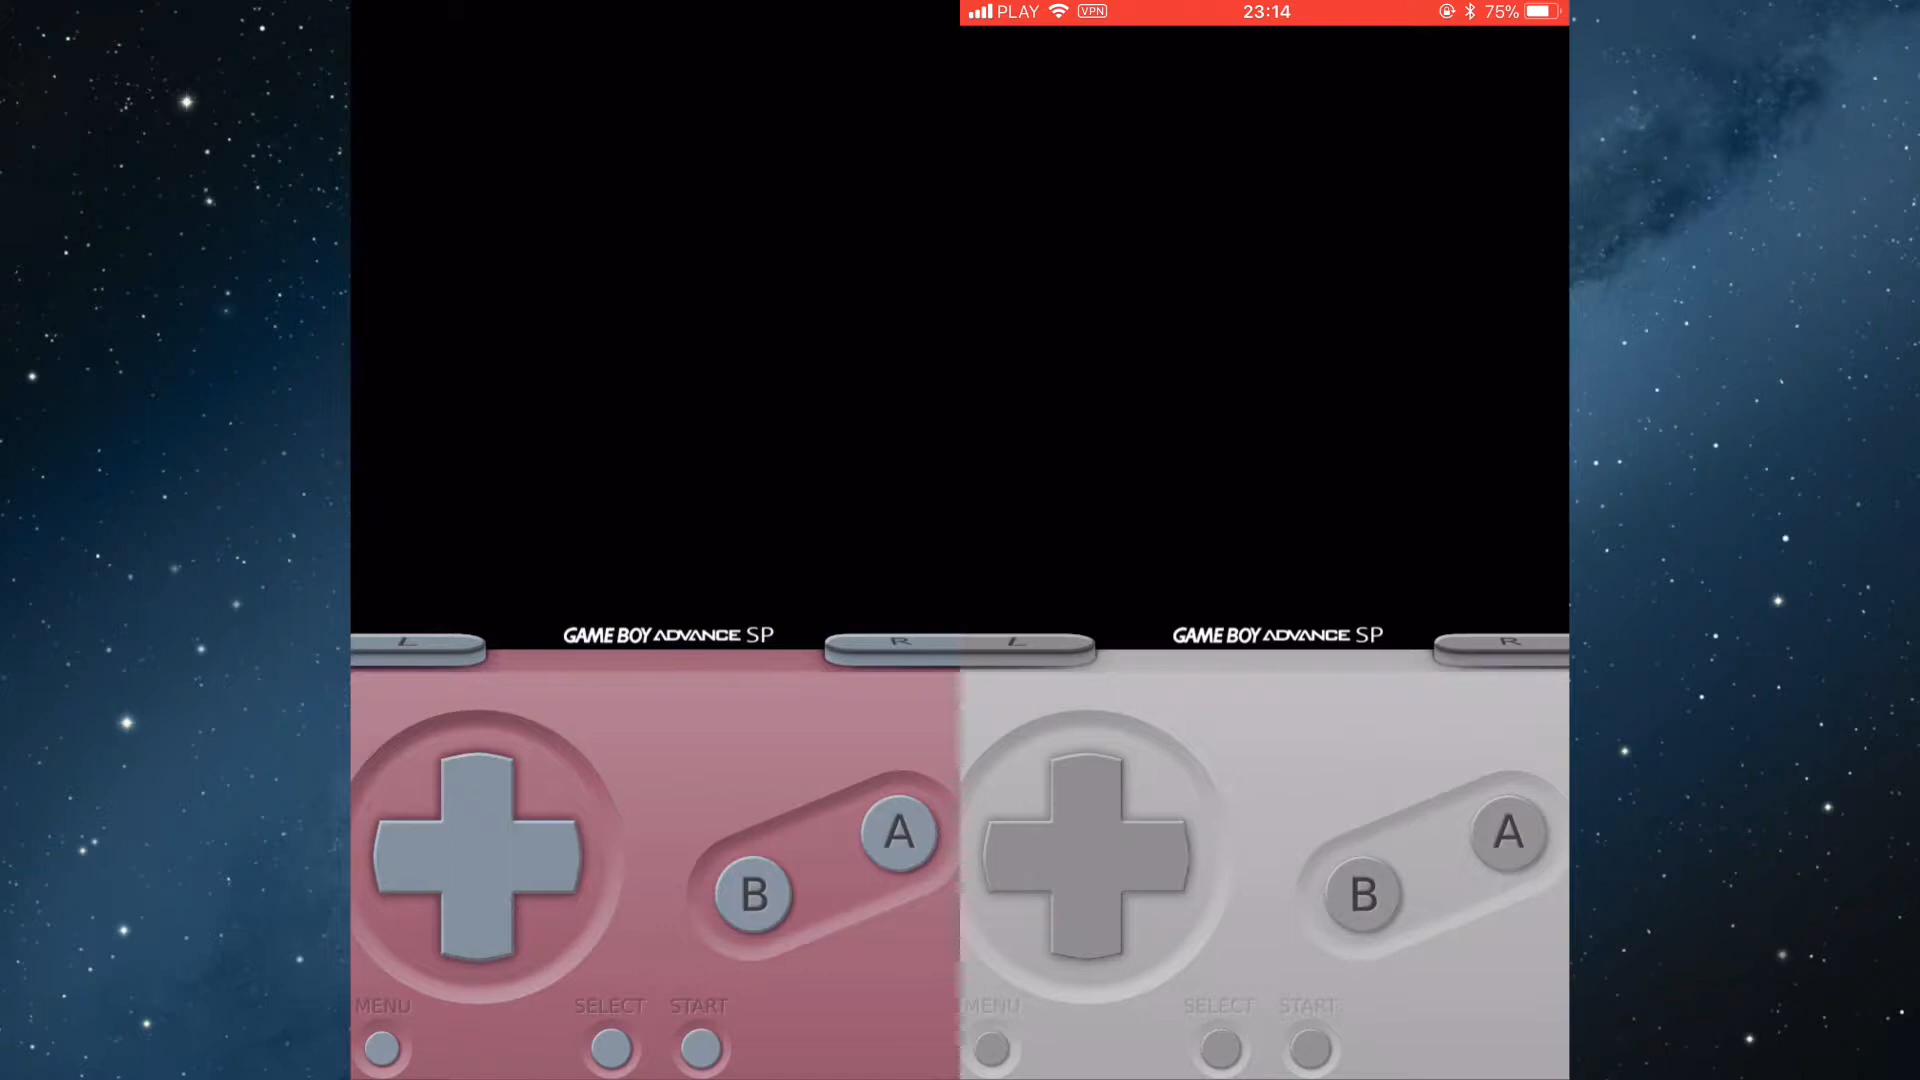 PLAY VPN 23:14 75%
GAME BOY ADVANCE SP
GAME BOY ADVANCE SP
L R L R
A
B
A
B
MENU SELECT START
MENU SELECT START